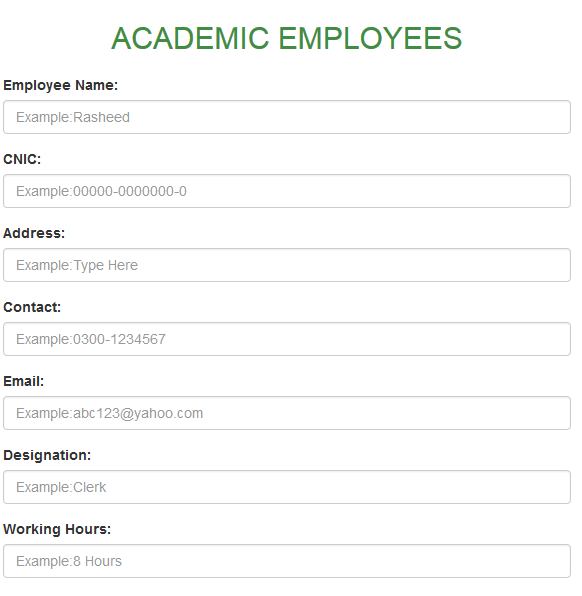 ACADEMIC EMPLOYEES
Employee Name:
Example:Rasheed
CNIC:
Example:00000-0000000-0
Address:
Example:Type Here
Contact:
Example:0300-1234567
Email:
Example:abc123@yahoo.com
Designation:
Example:Clerk
Working Hours:
Example:8 Hours